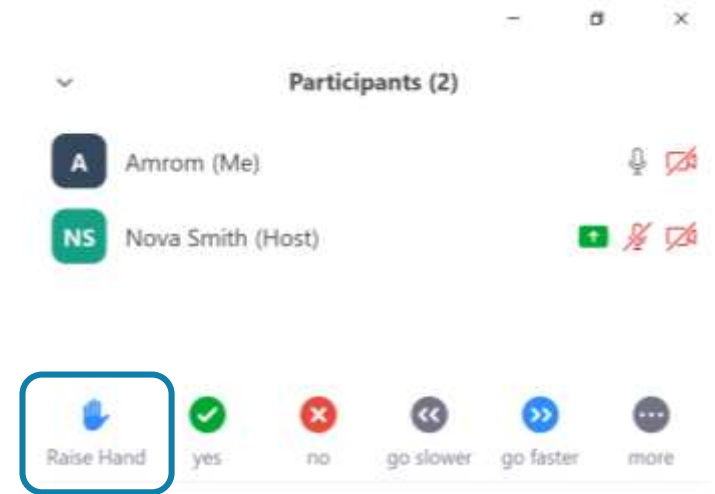 Participants (2)
A Amrom (Me)
NS Nova Smith (Host)
Raise Hand yes no go slower go faster more